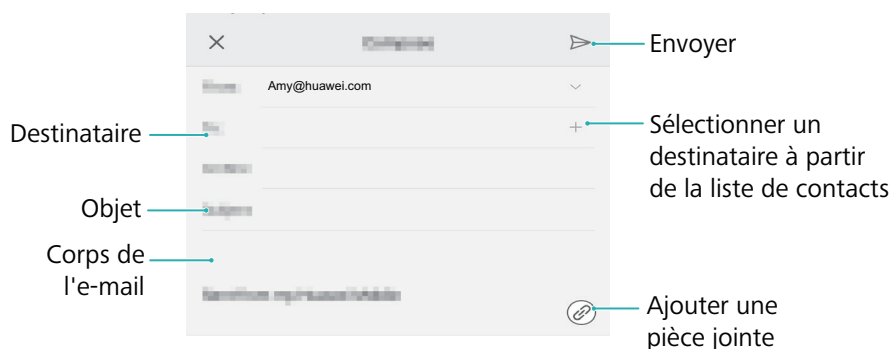 Envoyer
Amy@huawei.com
Destinataire
Sélectionner un
destinataire à partir
de la liste de contacts
Objet
Corps de
l'e-mail
Ajouter une
pièce jointe